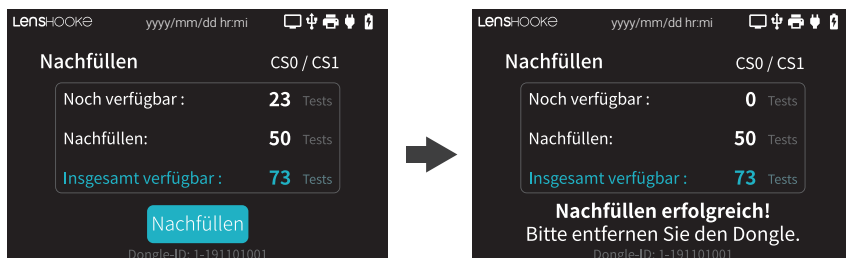 LensHOOKE yyyy/mm/dd hr:mi
Nachfüllen CS0 / CS1
Noch verfügbar : 23 Tests
Nachfüllen: 50 Tests
Insgesamt verfügbar : 73 Tests
Nachfüllen
Dongle-ID: 1-191101001
LensHOOKE yyyy/mm/dd hr:mi
Nachfüllen CS0 / CS1
Noch verfügbar : 0 Tests
Nachfüllen: 50 Tests
Insgesamt verfügbar : 73 Tests
Nachfüllen erfolgreich!
Bitte entfernen Sie den Dongle.
Dongle-ID: 1-191101001